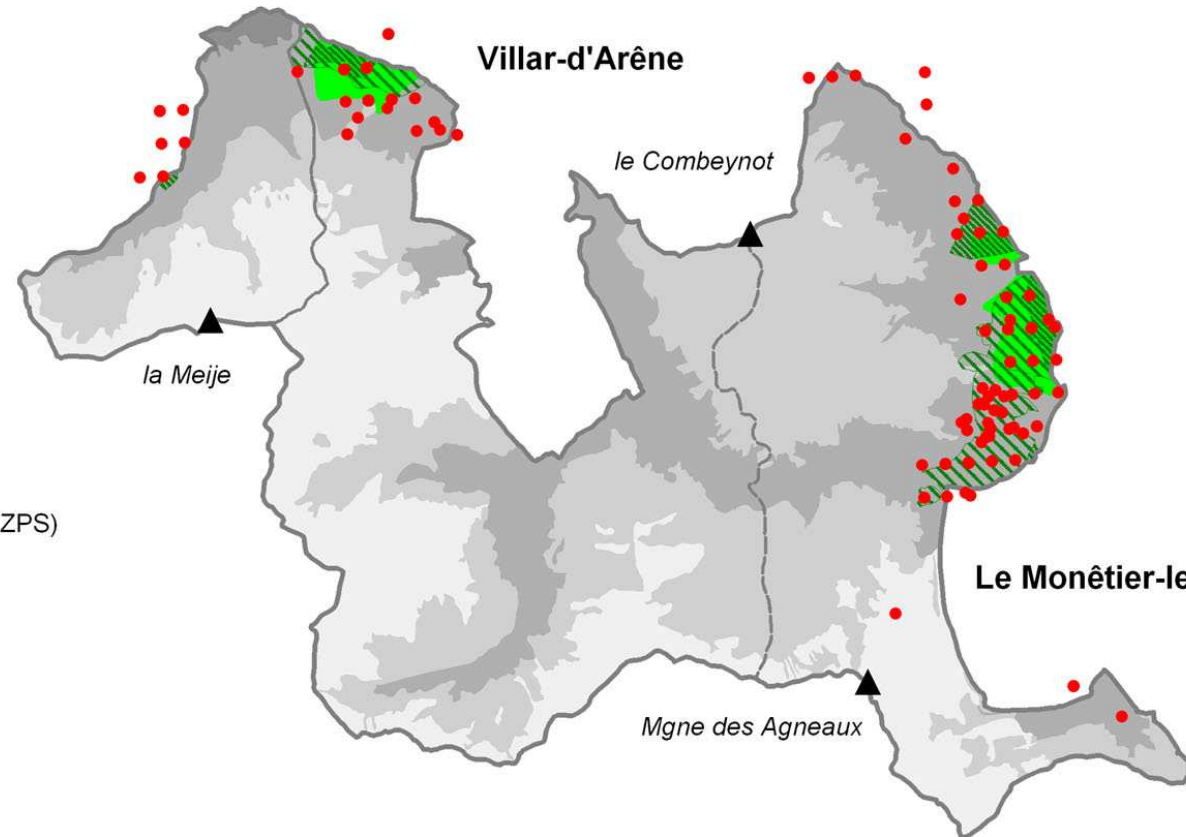 Villar-d'Arêne
le Combeynot
la Meije
ZPS)
Le Monêtier-le
Mgne des Agneaux